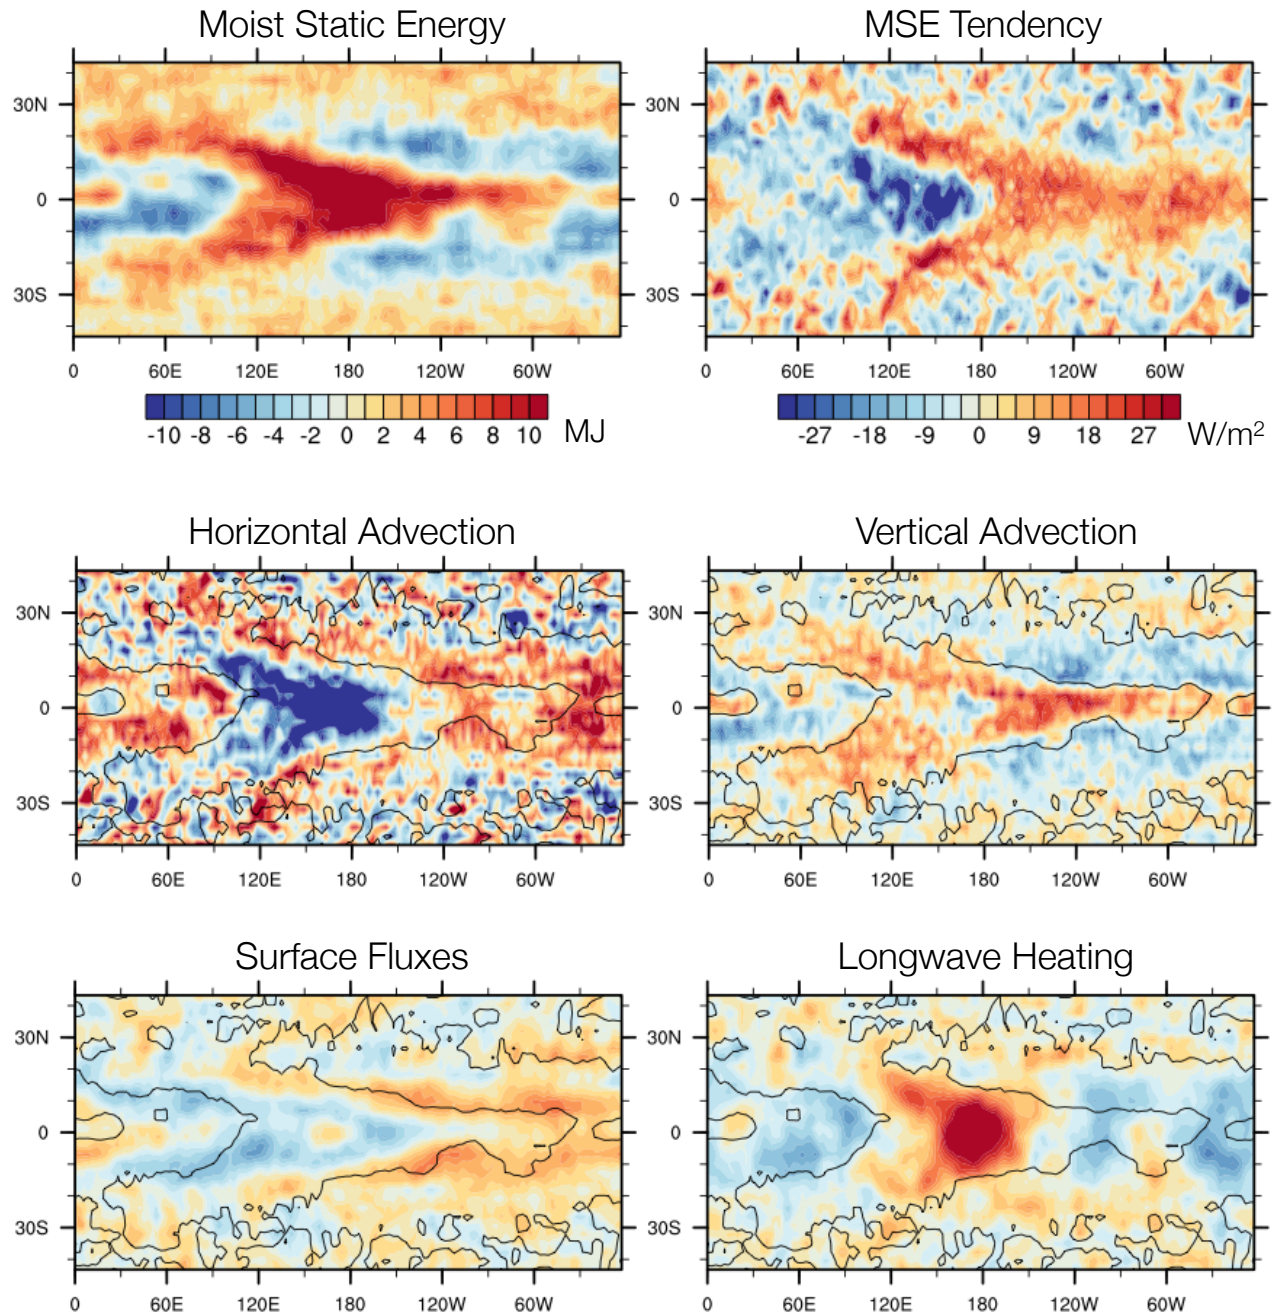 Moist Static Energy
MSE Tendency
30N
0
30S
0 60E 120E 180 120W 60W
30N
0
30S
0 60E 120E 180 120W 60W
-10 -8 -6 -4 -2 0 2 4 6 8 10 MJ
-27 -18 -9 0 9 18 27 W/m²
Horizontal Advection
Vertical Advection
30N
0
30S
0 60E 120E 180 120W 60W
30N
0
30S
0 60E 120E 180 120W 60W
Surface Fluxes
Longwave Heating
30N
0
30S
0 60E 120E 180 120W 60W
30N
0
30S
0 60E 120E 180 120W 60W